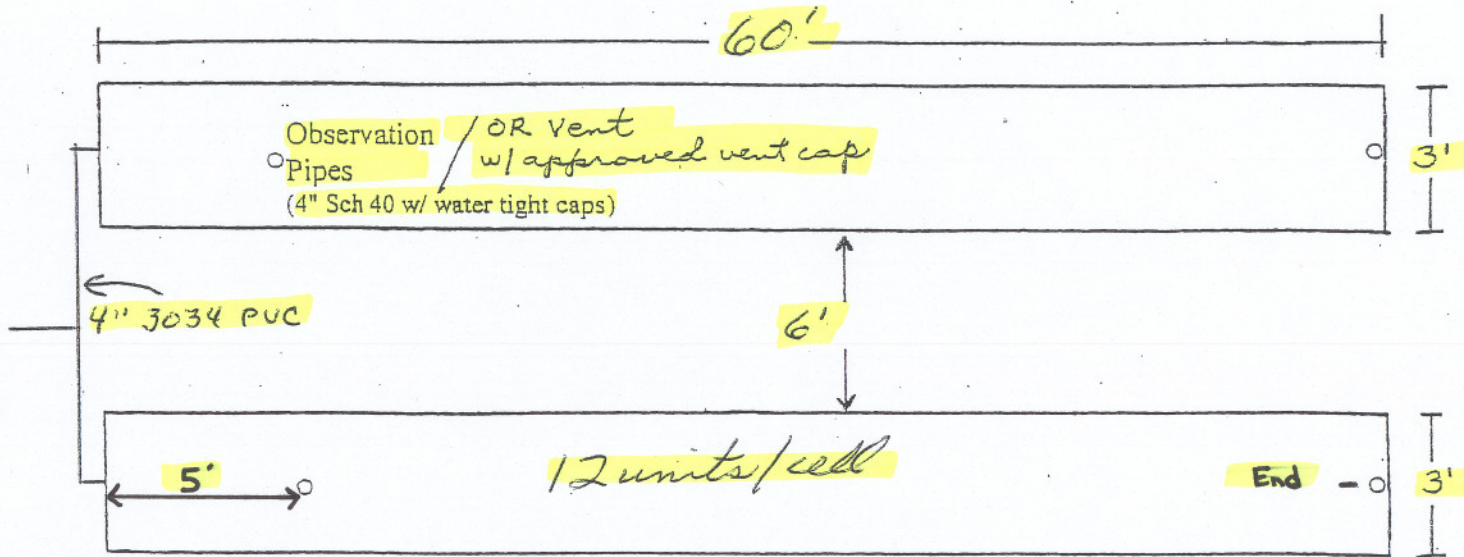 60'
Observation / OR Vent
Pipes w/ approved vent cap
(4" Sch 40 w/ water tight caps)
3'
4" 3034 PVC
6'
12 units/cell
5'
End
3'